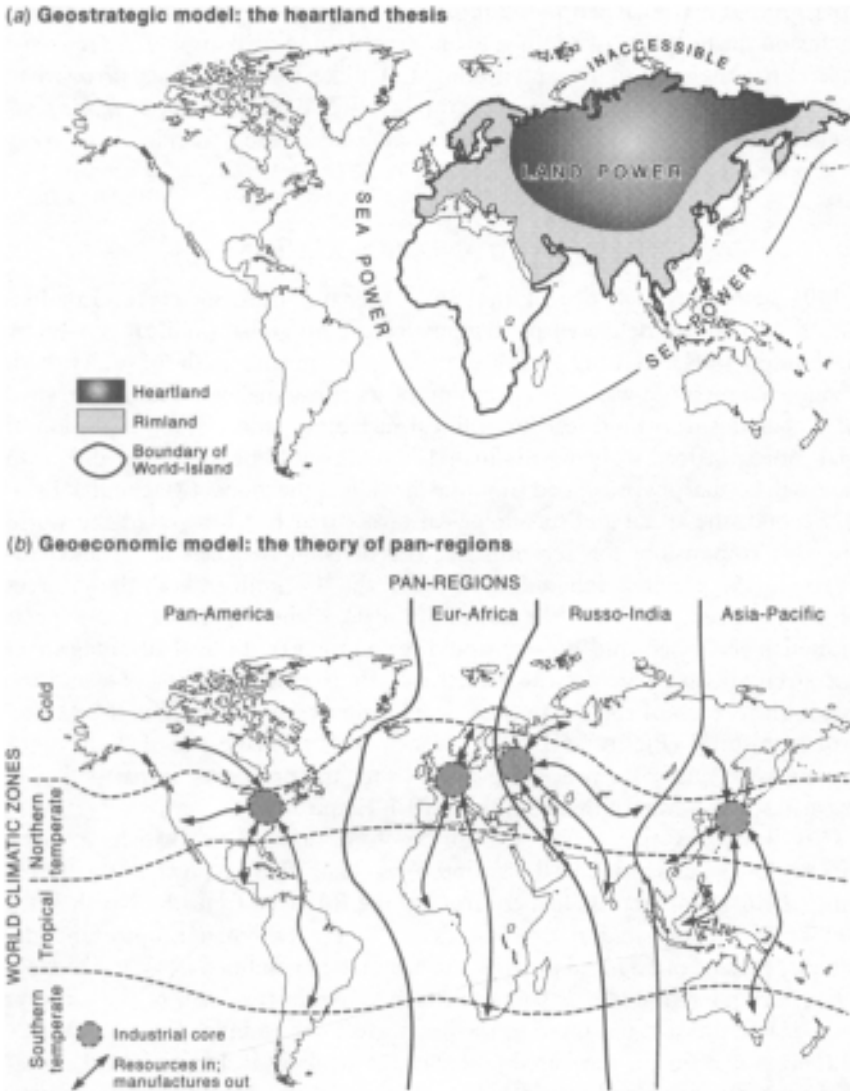 (a) Geostrategic model: the heartland thesis
INACCESSIBLE
LAND POWER
SEA POWER
SEA POWER
Heartland
Rimland
Boundary of
World-Island
(b) Geoeconomic model: the theory of pan-regions
PAN-REGIONS
Pan-America
Eur-Africa
Russo-India
Asia-Pacific
WORLD CLIMATIC ZONES
Cold
Northern
temperate
Tropical
Southern
temperate
Industrial core
Resources in;
manufactures out